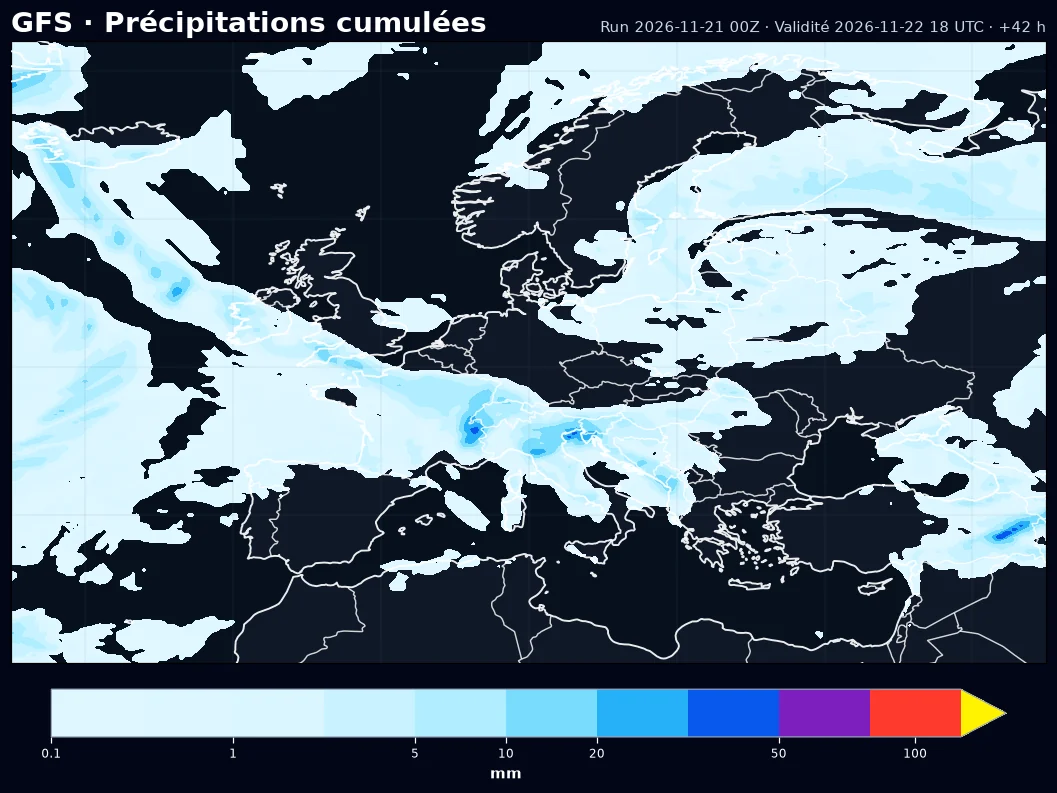 GFS · Précipitations cumulées
Run 2026-11-21 00Z · Validité 2026-11-22 18 UTC · +42 h
0.1 1 5 10 20 50 100
mm